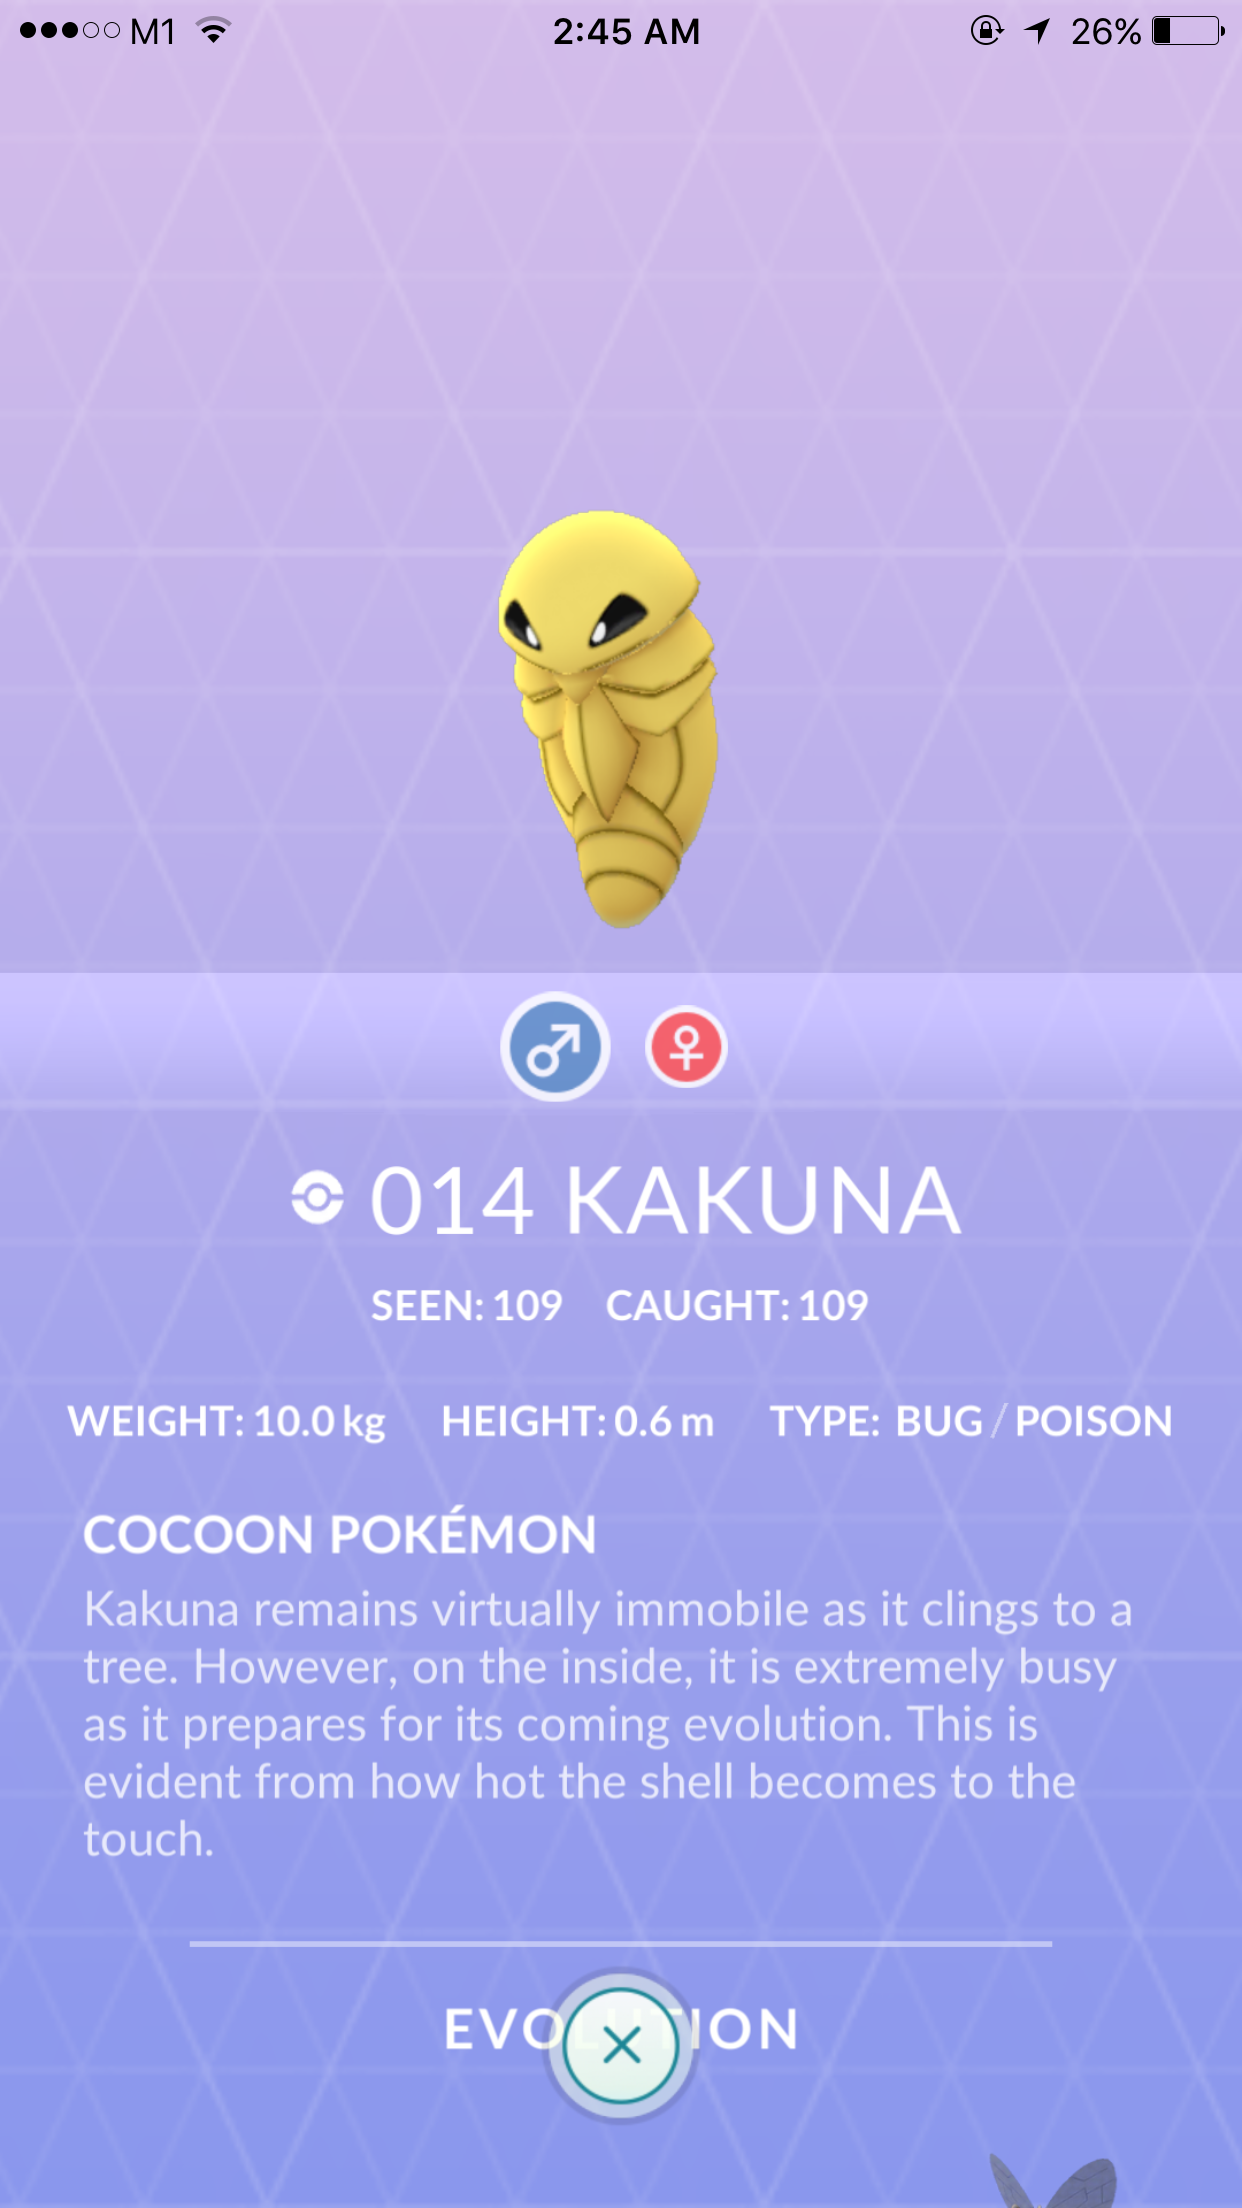 M1 2:45 AM 26%
014 KAKUNA
SEEN: 109 CAUGHT: 109
WEIGHT: 10.0 kg HEIGHT: 0.6 m TYPE: BUG / POISON
COCOON POKÉMON
Kakuna remains virtually immobile as it clings to a
tree. However, on the inside, it is extremely busy
as it prepares for its coming evolution. This is
evident from how hot the shell becomes to the
touch.
EVOLUTION